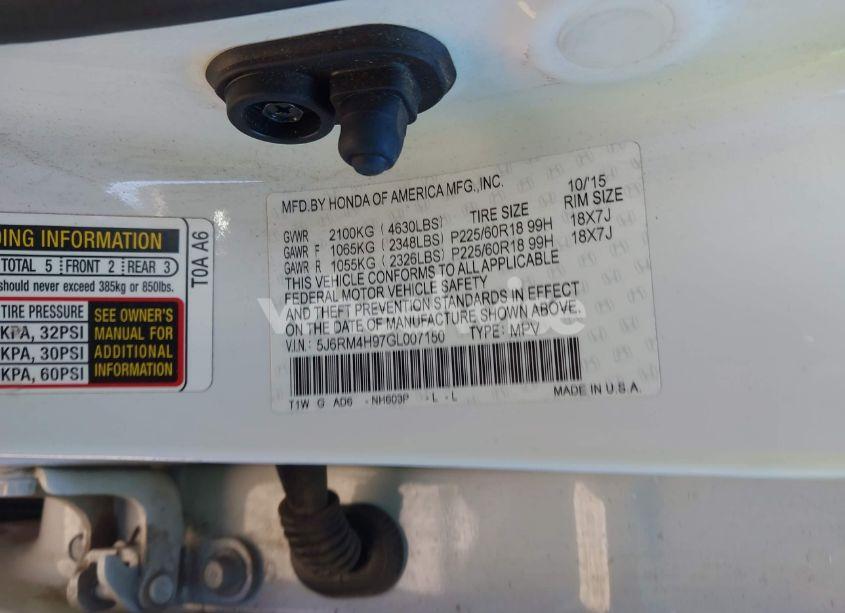 DING INFORMATION
TOTAL 5 FRONT 2 REAR 3
should never exceed 385kg or 850lbs.
TIRE PRESSURE
KPA, 32PSI
KPA, 30PSI
KPA, 60PSI
SEE OWNER'S
MANUAL FOR
ADDITIONAL
INFORMATION
T0A A6
MFD.BY HONDA OF AMERICA MFG.,INC. 10/'15
TIRE SIZE RIM SIZE
GVWR 2100KG (4630LBS)
GAWR F 1065KG (2348LBS) P225/60R18 99H 18X7J
GAWR R 1055KG (2326LBS) P225/60R18 99H 18X7J
THIS VEHICLE CONFORMS TO ALL APPLICABLE
FEDERAL MOTOR VEHICLE SAFETY
AND THEFT PREVENTION STANDARDS IN EFFECT
ON THE DATE OF MANUFACTURE SHOWN ABOVE.
V.I.N: 5J6RM4H97GL007150 TYPE: MPV
T1W G AD6 - NH603P - L - L MADE IN U.S.A.